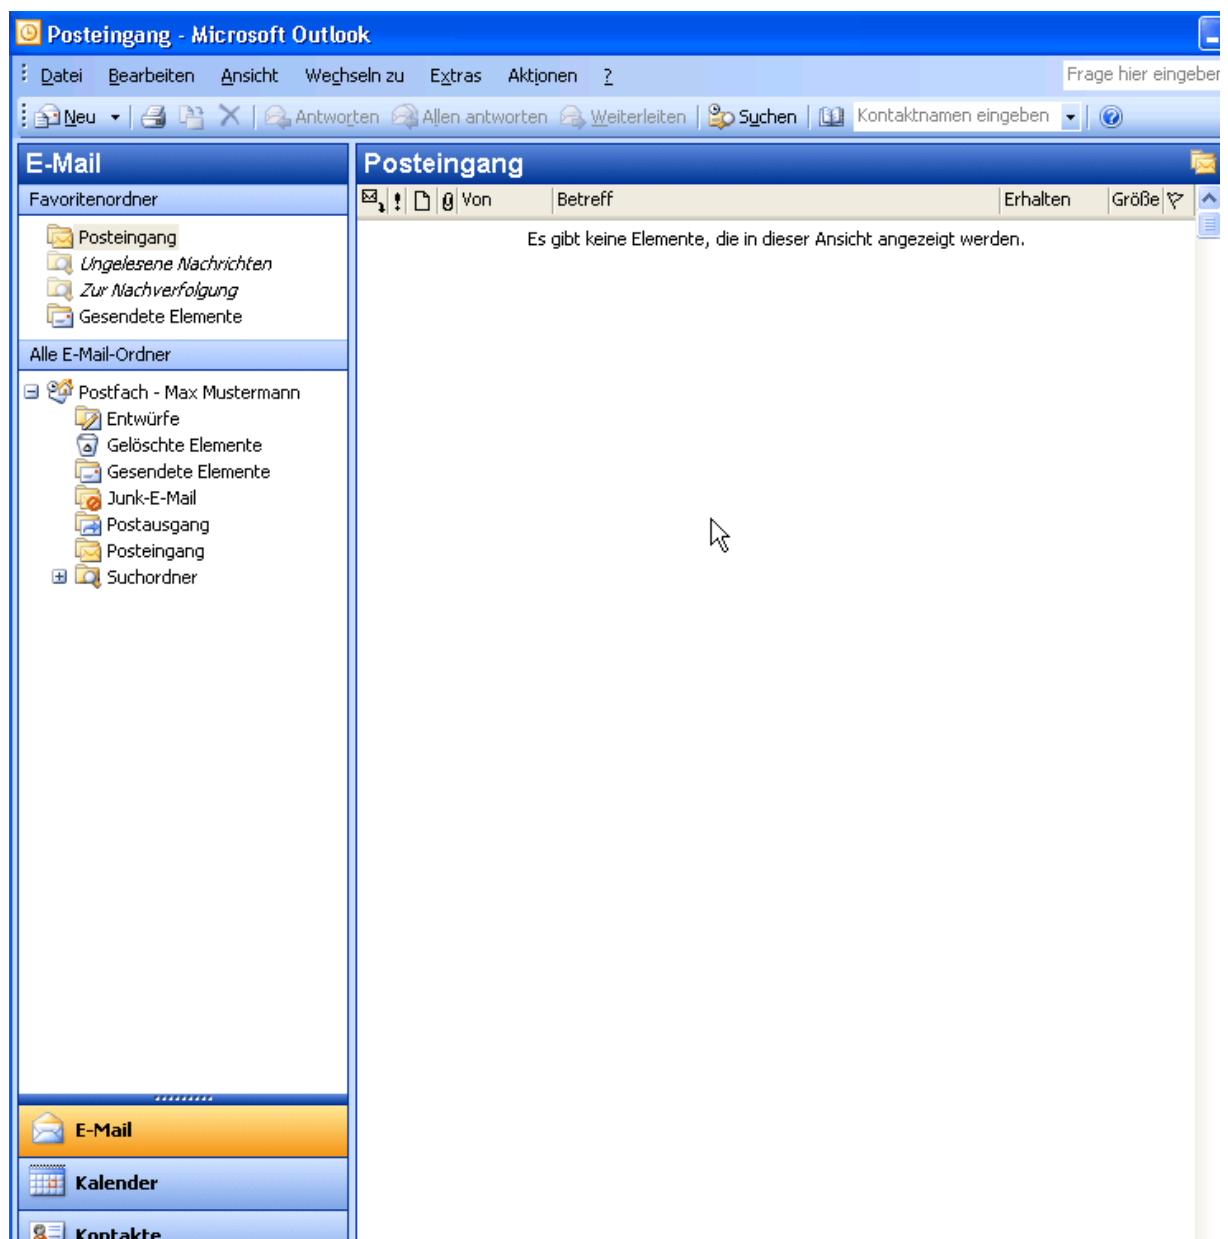 Posteingang - Microsoft Outlook
Datei Bearbeiten Ansicht Wechseln zu Extras Aktionen ? Frage hier eingeben
Neu Antworten Allen antworten Weiterleiten Suchen Kontaktnamen eingeben
E-Mail
Posteingang
Favoritenordner
Von Betreff Erhalten Größe
Es gibt keine Elemente, die in dieser Ansicht angezeigt werden.
Posteingang
Ungelesene Nachrichten
Zur Nachverfolgung
Gesendete Elemente
Alle E-Mail-Ordner
Postfach - Max Mustermann
Entwürfe
Gelöschte Elemente
Gesendete Elemente
Junk-E-Mail
Postausgang
Posteingang
Suchordner
E-Mail
Kalender
Kontakte